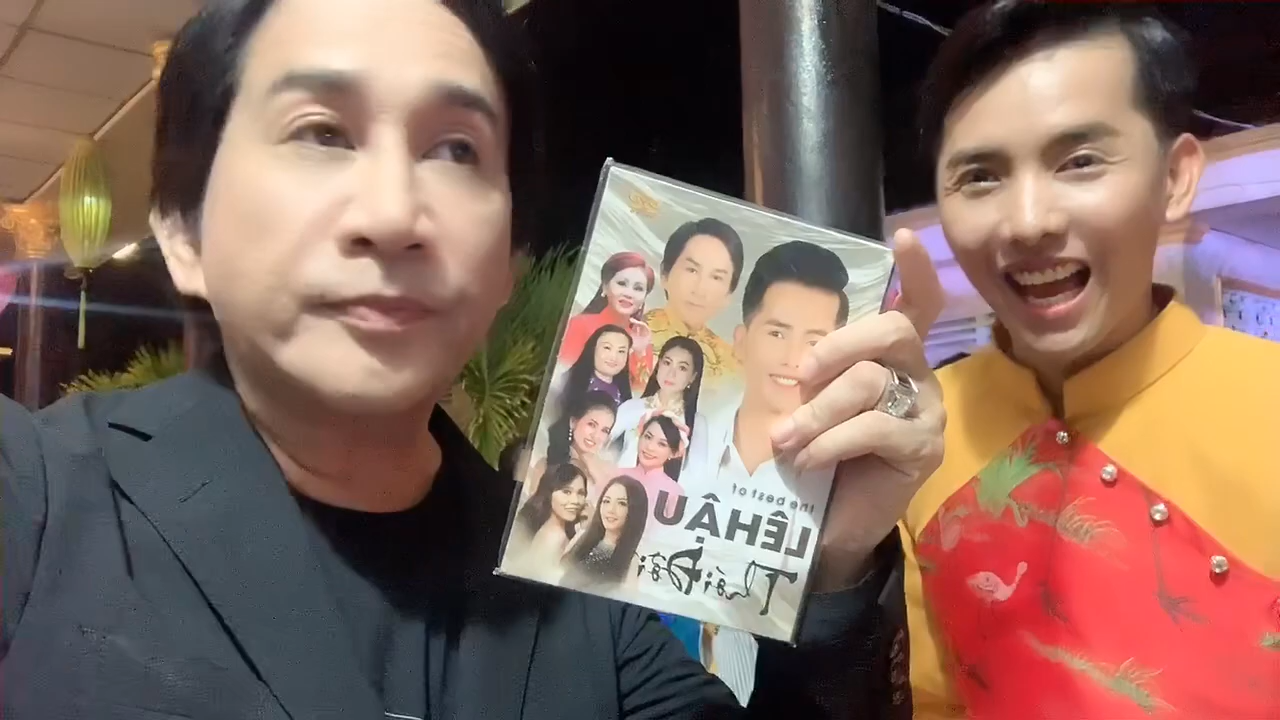 the best of
LÊ HẬU
Thời Đại